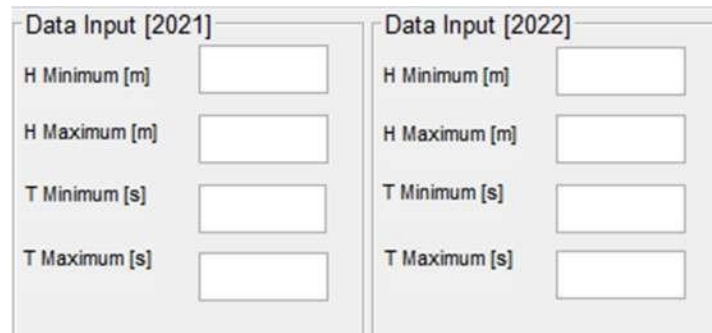 Data Input [2021]
H Minimum [m]
H Maximum [m]
T Minimum [s]
T Maximum [s]
Data Input [2022]
H Minimum [m]
H Maximum [m]
T Minimum [s]
T Maximum [s]